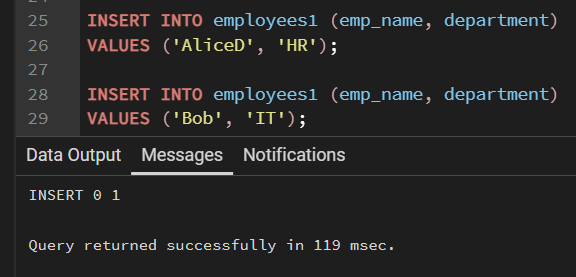 25 INSERT INTO employees1 (emp_name, department)
26 VALUES ('AliceD', 'HR');
27
28 INSERT INTO employees1 (emp_name, department)
29 VALUES ('Bob', 'IT');
Data Output Messages Notifications
INSERT 0 1
Query returned successfully in 119 msec.